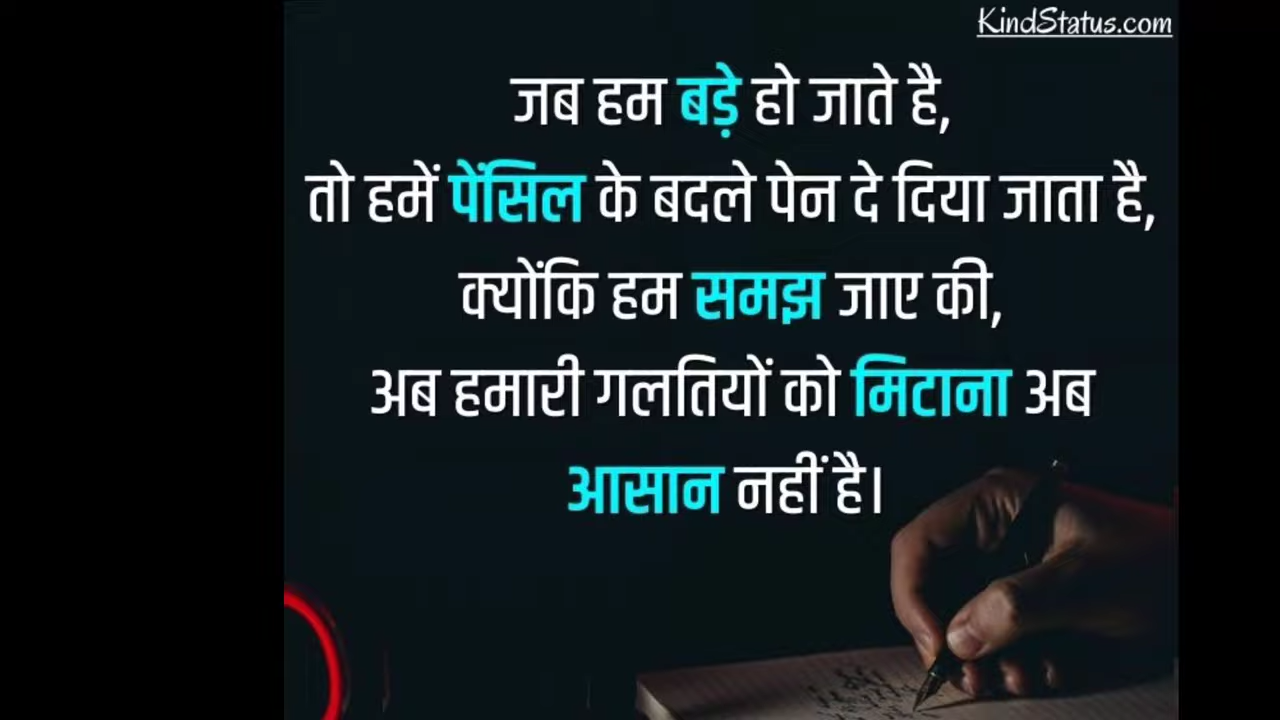 KindStatus.com
जब हम बड़े हो जाते है,
तो हमें पेंसिल के बदले पेन दे दिया जाता है,
क्योंकि हम समझ जाए की,
अब हमारी गलतियों को मिटाना अब
आसान नहीं है।